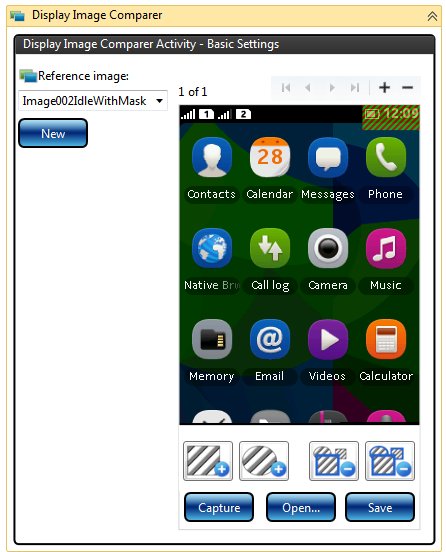 Display Image Comparer
Display Image Comparer Activity - Basic Settings
Reference image:
Image002IdleWithMask
New
1 of 1
1 2 12:09
28
Contacts Calendar Messages Phone
Native Call log Camera Music
@
Memory Email Videos Calculator
Capture Open... Save